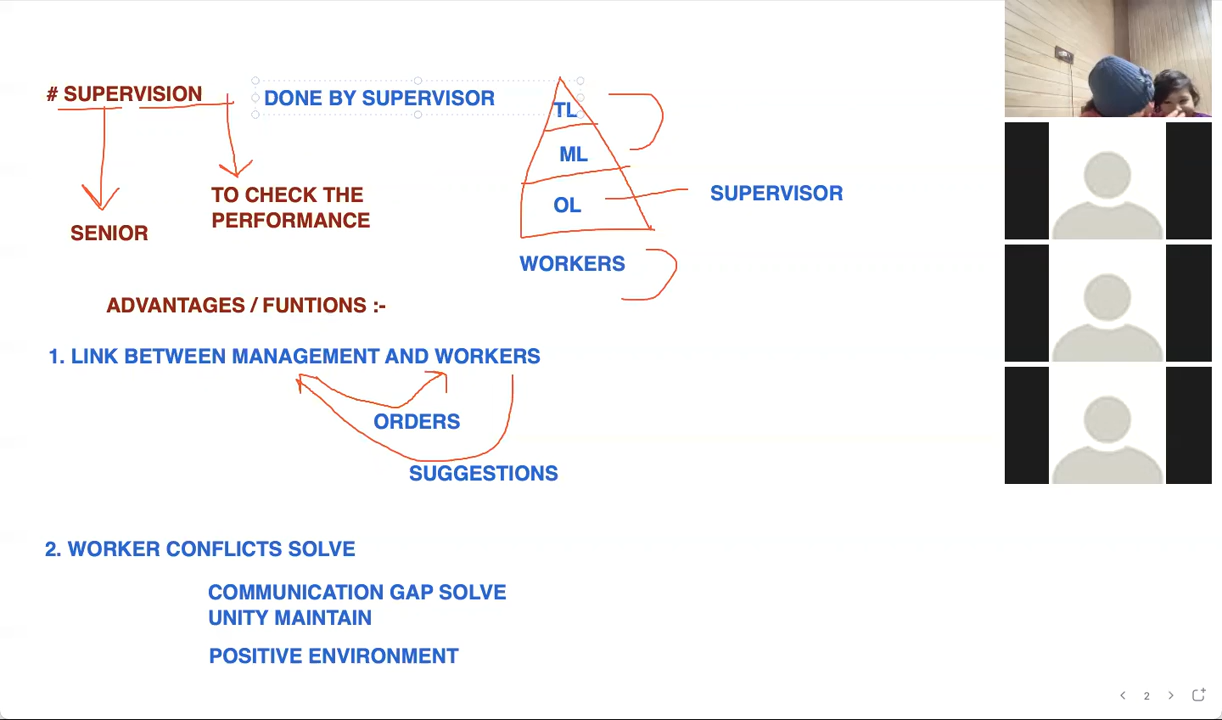 # SUPERVISION
DONE BY SUPERVISOR
TL
ML
OL
SUPERVISOR
WORKERS
SENIOR
TO CHECK THE
PERFORMANCE
ADVANTAGES / FUNTIONS :-
1. LINK BETWEEN MANAGEMENT AND WORKERS
ORDERS
SUGGESTIONS
2. WORKER CONFLICTS SOLVE
COMMUNICATION GAP SOLVE
UNITY MAINTAIN
POSITIVE ENVIRONMENT
2